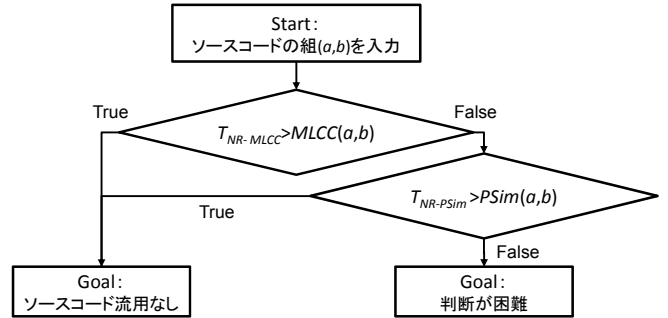 Start:
ソースコードの組(a,b)を入力
True
False
T_NR-MLCC>MLCC(a,b)
T_NR-PSim>PSim(a,b)
True
False
Goal:
ソースコード流用なし
Goal:
判断が困難